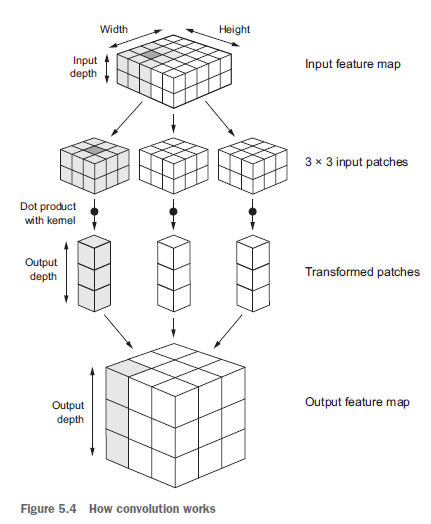 Width
Height
Input
depth
Input feature map
3 × 3 input patches
Dot product
with kernel
Output
depth
Transformed patches
Output
depth
Output feature map
Figure 5.4 How convolution works